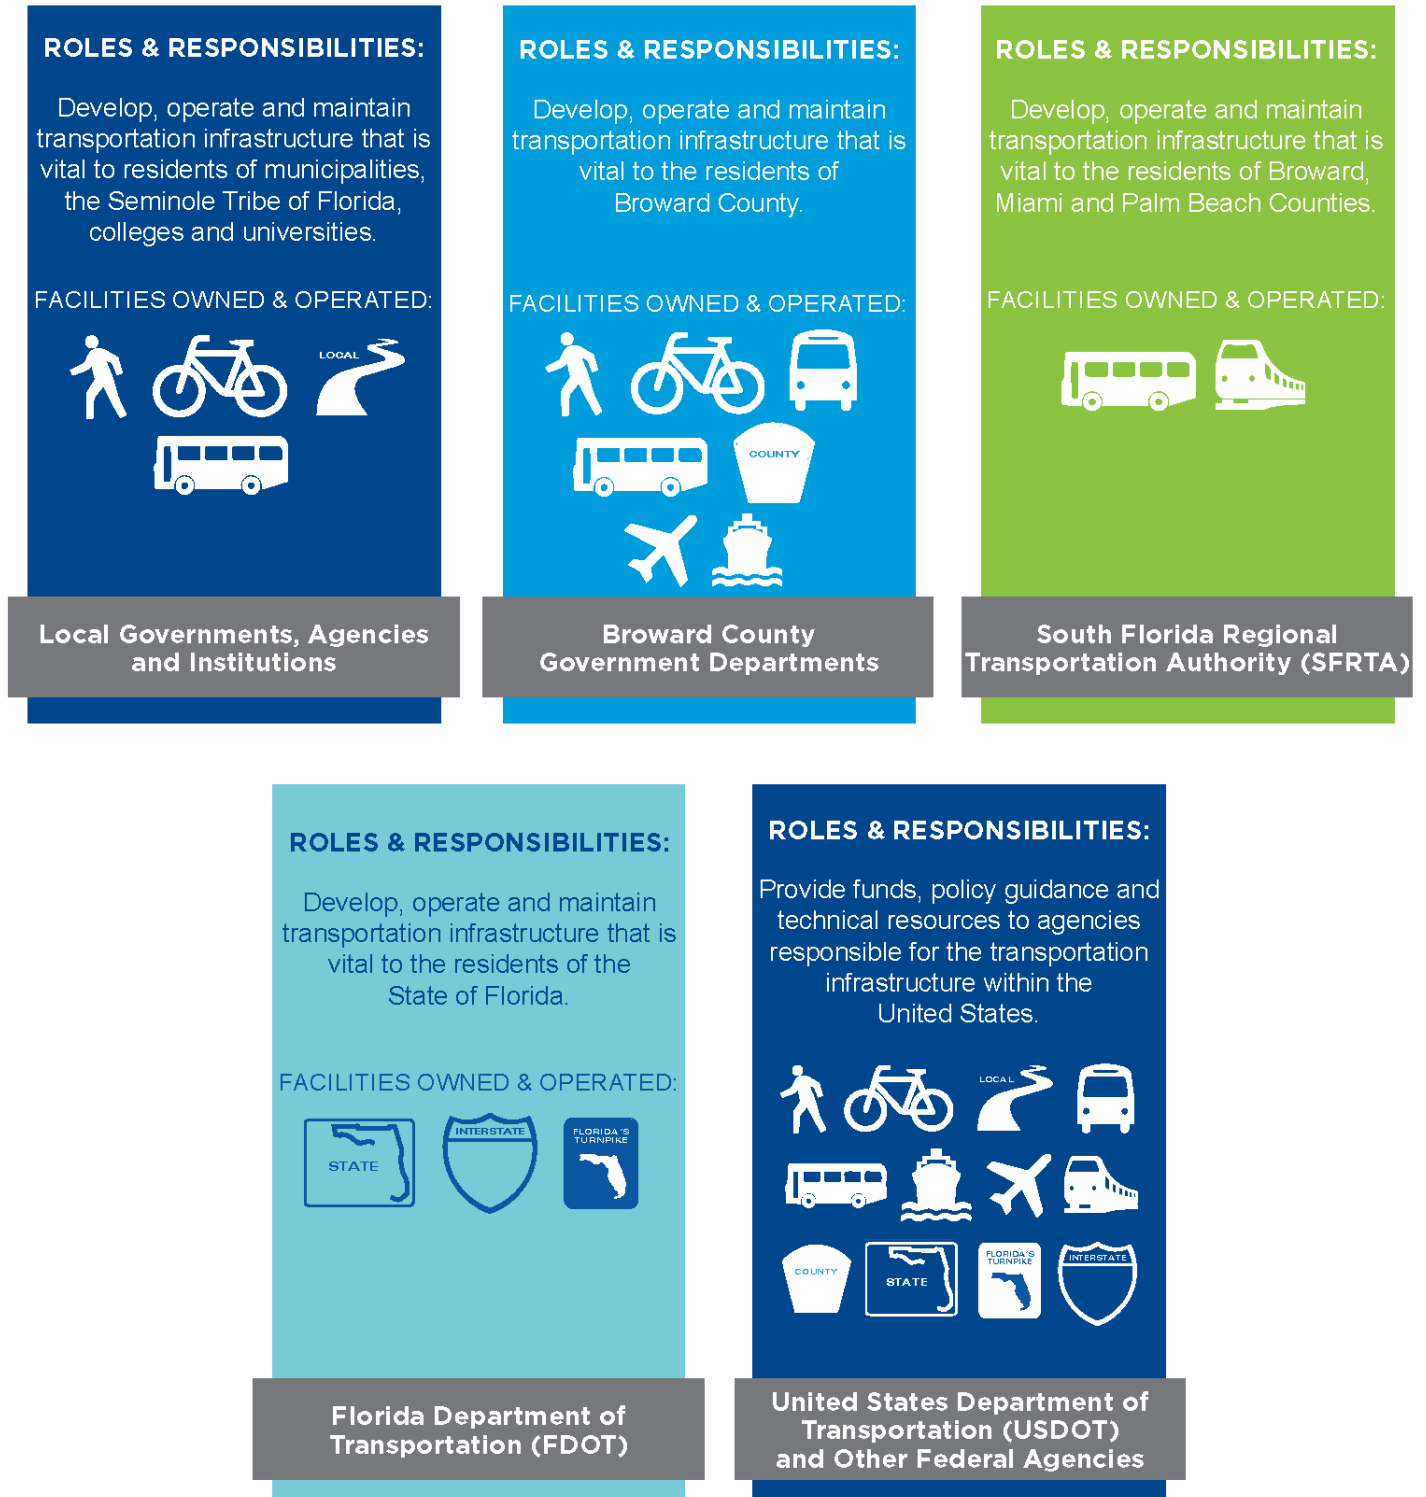 ROLES & RESPONSIBILITIES:
Develop, operate and maintain
transportation infrastructure that is
vital to residents of municipalities,
the Seminole Tribe of Florida,
colleges and universities.
FACILITIES OWNED & OPERATED:
LOCAL
Local Governments, Agencies
and Institutions
ROLES & RESPONSIBILITIES:
Develop, operate and maintain
transportation infrastructure that is
vital to the residents of
Broward County.
FACILITIES OWNED & OPERATED:
COUNTY
Broward County
Government Departments
ROLES & RESPONSIBILITIES:
Develop, operate and maintain
transportation infrastructure that is
vital to the residents of Broward,
Miami and Palm Beach Counties.
FACILITIES OWNED & OPERATED:
South Florida Regional
Transportation Authority (SFRTA)
ROLES & RESPONSIBILITIES:
Develop, operate and maintain
transportation infrastructure that is
vital to the residents of the
State of Florida.
FACILITIES OWNED & OPERATED:
STATE
INTERSTATE
FLORIDA'S
TURNPIKE
Florida Department of
Transportation (FDOT)
ROLES & RESPONSIBILITIES:
Provide funds, policy guidance and
technical resources to agencies
responsible for the transportation
infrastructure within the
United States.
LOCAL
COUNTY
STATE
FLORIDA'S
TURNPIKE
INTERSTATE
United States Department of
Transportation (USDOT)
and Other Federal Agencies